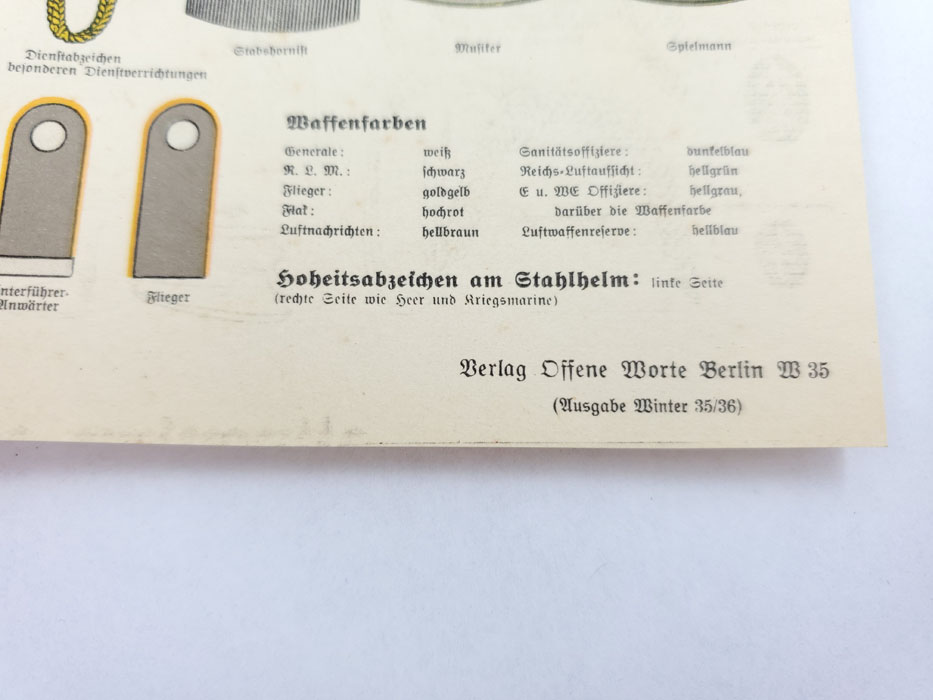 Dienstabzeichen
besonderen Dienstverrichtungen
Stabshornist
Musiker
Spielmann
Waffenfarben
Generale: weiß
R. L. M.: schwarz
Flieger: goldgelb
Flak: hochrot
Luftnachrichten: hellbraun
Sanitätsoffiziere: dunkelblau
Reichs-Luftaufsicht: hellgrün
E u. WE Offiziere: hellgrau,
darüber die Waffenfarbe
Luftwaffenreserve: hellblau
nterführer-
Anwärter
Flieger
Hoheitsabzeichen am Stahlhelm: linke Seite
(rechte Seite wie Heer und Kriegsmarine)
Verlag Offene Worte Berlin W 35
(Ausgabe Winter 35/36)